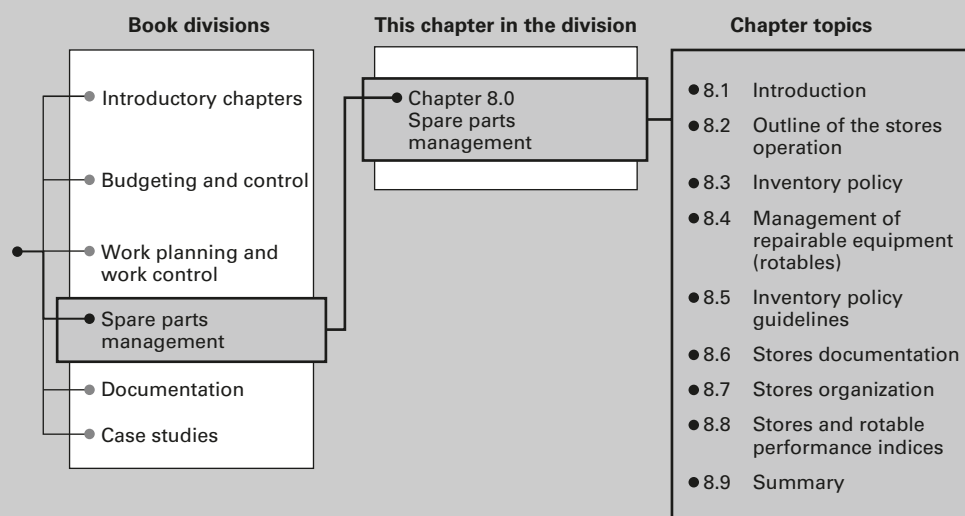 Book divisions
Introductory chapters
Budgeting and control
Work planning and
work control
Spare parts
management
Documentation
Case studies
This chapter in the division
Chapter 8.0
Spare parts
management
Chapter topics
8.1 Introduction
8.2 Outline of the stores
operation
8.3 Inventory policy
8.4 Management of
repairable equipment
(rotables)
8.5 Inventory policy
guidelines
8.6 Stores documentation
8.7 Stores organization
8.8 Stores and rotable
performance indices
8.9 Summary